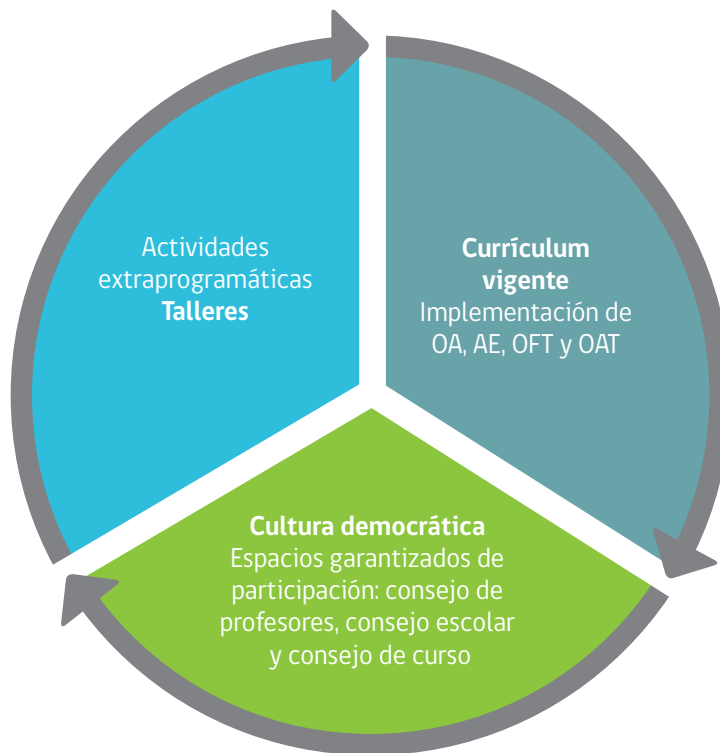 Actividades
extraprogramáticas
Talleres
Currículum
vigente
Implementación de
OA, AE, OFT y OAT
Cultura democrática
Espacios garantizados de
participación: consejo de
profesores, consejo escolar
y consejo de curso